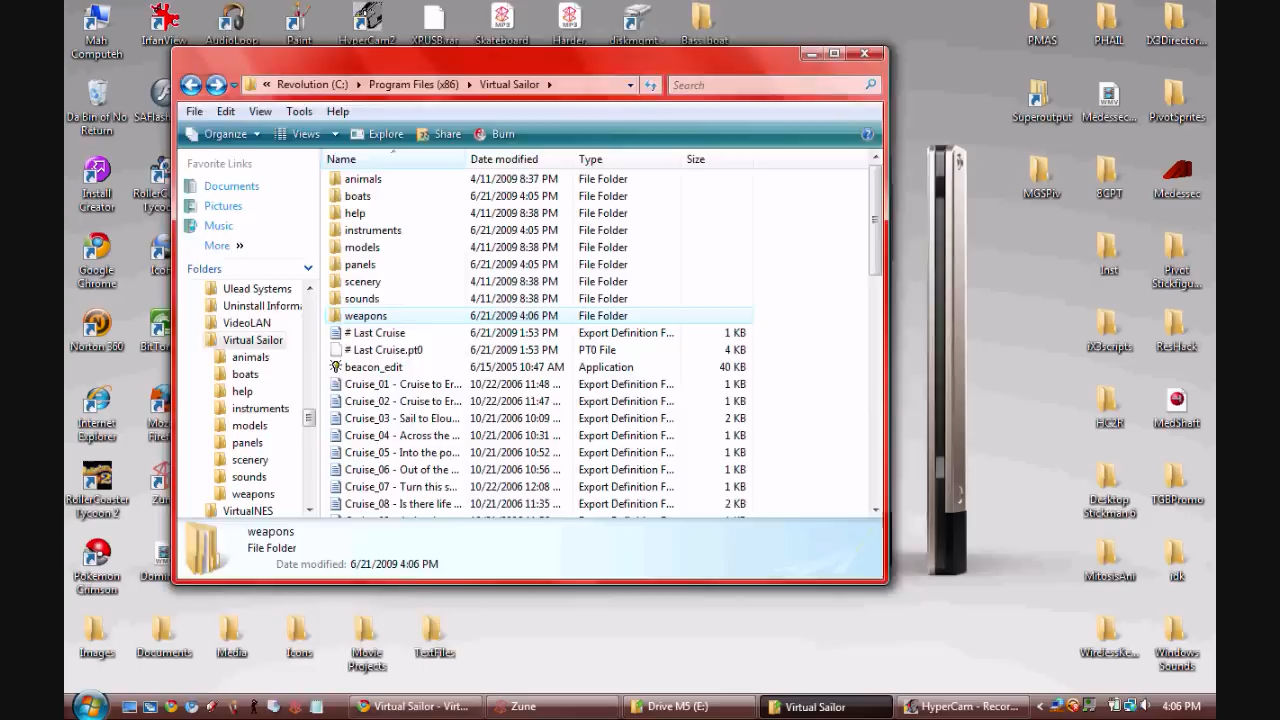 Mah
Computeh
IrfanView
AudioLoop
Paint
HyperCam2
XPUSB.rar
Skateboard
Harder
diskmgmt
Bassiboat
PMAS
PHAIL
Da Bin of No
Return
Install
Creator
Google
Chrome
Norton 360
Internet
Explorer
RollerCoaster
Tycoon 2
Pokemon
Crimson
Superoutput
Medessec...
PivotSprites
MGSPiv
8CPT
Medessec
Inst
Pivot
Stickfigu...
ResHack
MedShaft
Desktop
Stickman 6
TGBPromo
MitosisAni
idk
WirelessKe...
Windows
Sounds
Images
Documents
Media
Icons
Movie
Projects
TextFiles
« Revolution (C:) Program Files (x86) Virtual Sailor
Search
File Edit View Tools Help
Organize Views Explore Share Burn
Favorite Links
Documents
Pictures
Music
More »
Folders
Ulead Systems
Uninstall Informa
VideoLAN
Virtual Sailor
animals
boats
help
instruments
models
panels
scenery
sounds
weapons
VirtualNES
Name Date modified Type Size
animals 4/11/2009 8:37 PM File Folder
boats 6/21/2009 4:05 PM File Folder
help 4/11/2009 8:38 PM File Folder
instruments 6/21/2009 4:05 PM File Folder
models 4/11/2009 8:38 PM File Folder
panels 6/21/2009 4:05 PM File Folder
scenery 4/11/2009 8:38 PM File Folder
sounds 4/11/2009 8:38 PM File Folder
weapons 6/21/2009 4:06 PM File Folder
# Last Cruise 6/21/2009 1:53 PM Export Definition F... 1 KB
# Last Cruise.pt0 6/21/2009 1:53 PM PT0 File 4 KB
beacon_edit 6/15/2005 10:47 AM Application 40 KB
Cruise_01 - Cruise to Er... 10/22/2006 11:48 ... Export Definition F... 1 KB
Cruise_02 - Cruise to Er... 10/22/2006 11:47 ... Export Definition F... 1 KB
Cruise_03 - Sail to Elou... 10/21/2006 10:09 ... Export Definition F... 2 KB
Cruise_04 - Across the ... 10/21/2006 10:31 ... Export Definition F... 1 KB
Cruise_05 - Into the po... 10/21/2006 10:52 ... Export Definition F... 1 KB
Cruise_06 - Out of the ... 10/21/2006 10:56 ... Export Definition F... 1 KB
Cruise_07 - Turn this s... 10/22/2006 12:08 ... Export Definition F... 1 KB
Cruise_08 - Is there life ... 10/21/2006 11:35 ... Export Definition F... 2 KB
weapons
File Folder
Date modified: 6/21/2009 4:06 PM
Virtual Sailor - Virt...
Zune
Drive M5 (E:)
Virtual Sailor
HyperCam - Recor...
4:06 PM